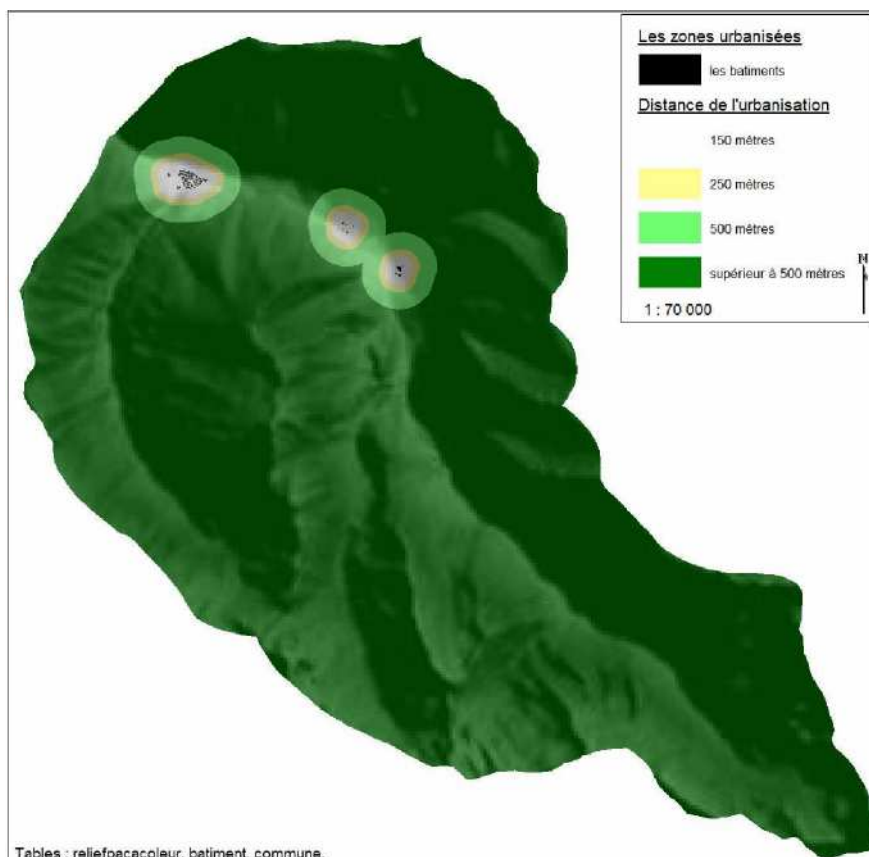 Les zones urbanisées
les batiments
Distance de l'urbanisation
150 mètres
250 mètres
500 mètres
supérieur à 500 mètres
N
1 : 70 000
Tables : reliefpacacoleur, batiment, commune.